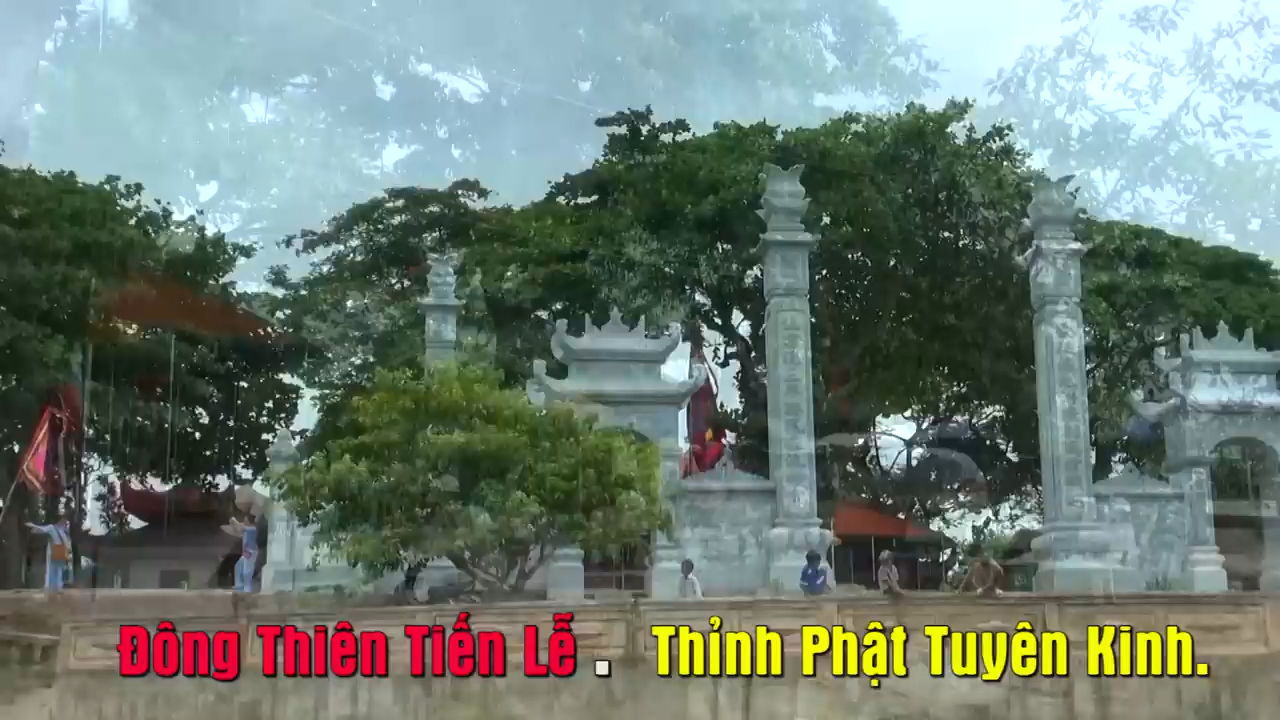 Đông Thiên Tiến Lễ . Thỉnh Phật Tuyên Kinh.